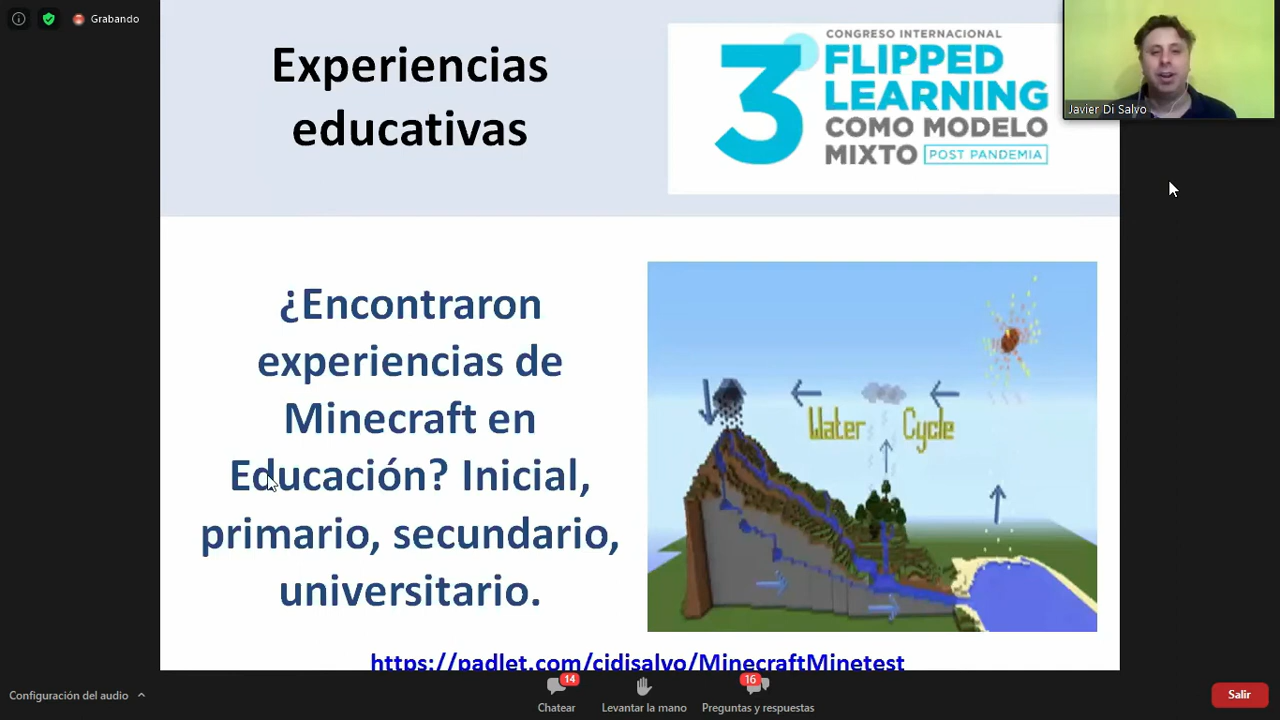 Grabando
Experiencias
educativas
3°
CONGRESO INTERNACIONAL
FLIPPED
LEARNING
COMO MODELO
MIXTO POST PANDEMIA
Javier Di Salvo
¿Encontraron
experiencias de
Minecraft en
Educación? Inicial,
primario, secundario,
universitario.
Water Cycle
https://padlet.com/cidisalvo/MinecraftMinetest
Configuración del audio
14
Chatear
Levantar la mano
16
Preguntas y respuestas
Salir